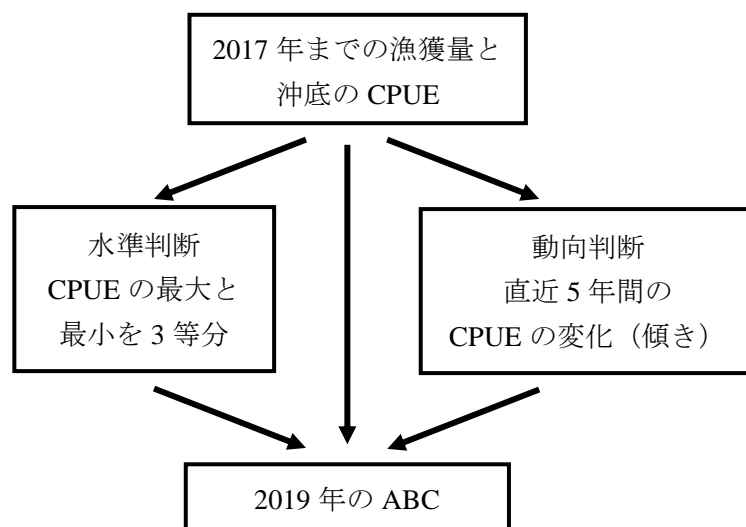 2017 年までの漁獲量と
沖底の CPUE
水準判断
CPUE の最大と
最小を 3 等分
動向判断
直近 5 年間の
CPUE の変化（傾き）
2019 年の ABC